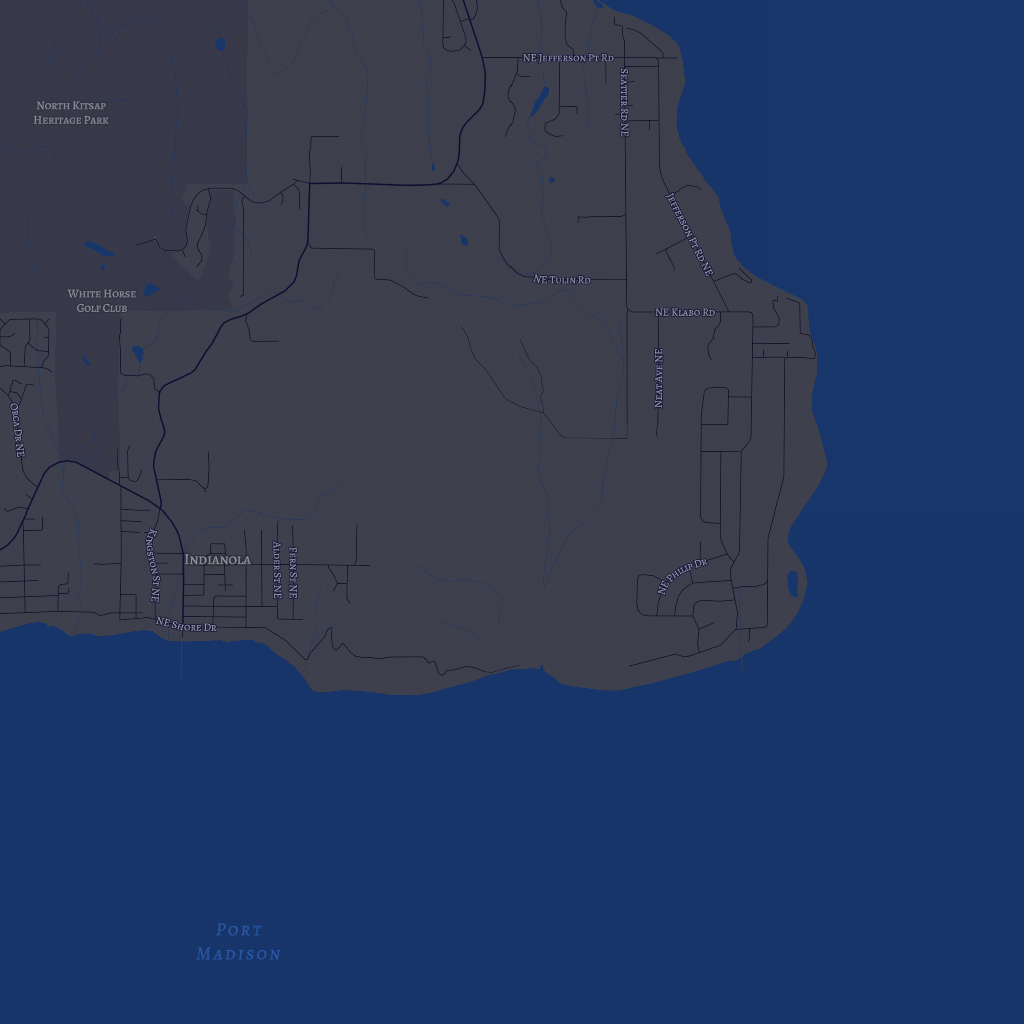 NE Jefferson Pt Rd
Seatter Rd NE
North Kitsap
Heritage Park
Jefferson Pt Rd NE
NE Tulin Rd
White Horse
Golf Club
NE Klabo Rd
Neat Ave NE
Orca Dr NE
Kingston St NE
Indianola
Alder St NE
Fern St NE
NE Philip Dr
NE Shore Dr
Port
Madison